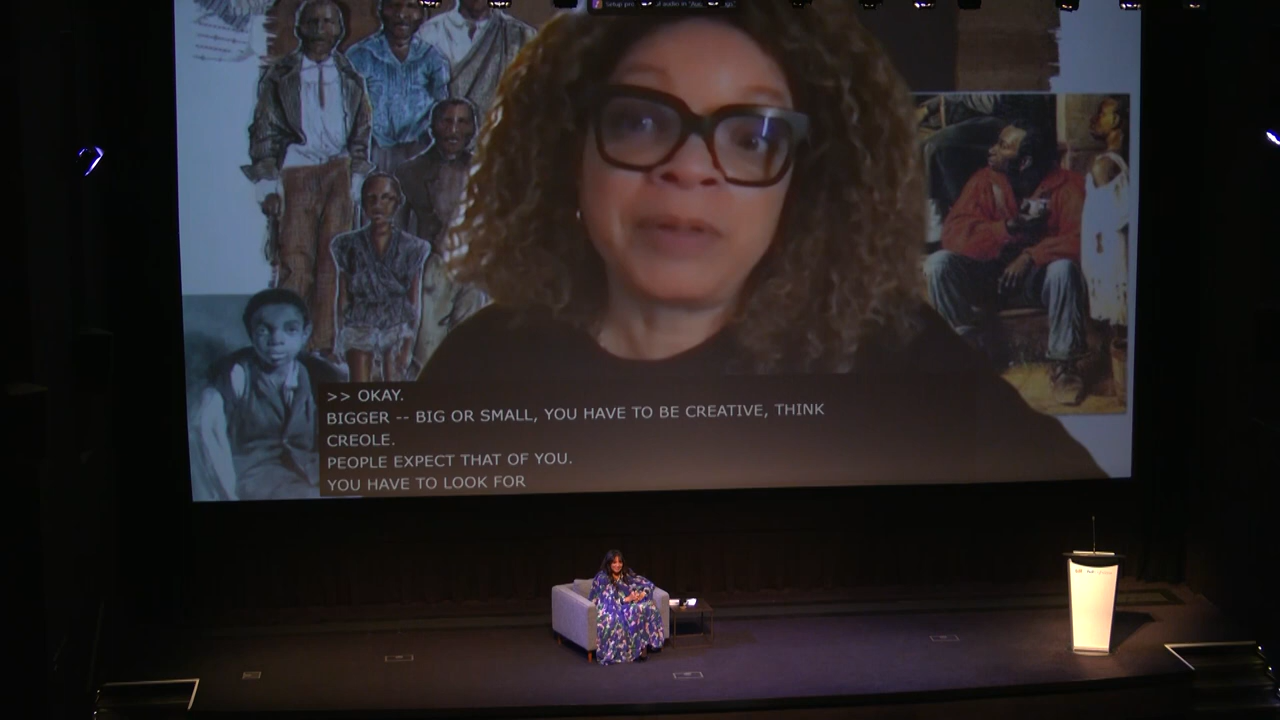 >> OKAY.
BIGGER -- BIG OR SMALL, YOU HAVE TO BE CREATIVE, THINK
CREOLE.
PEOPLE EXPECT THAT OF YOU.
YOU HAVE TO LOOK FOR